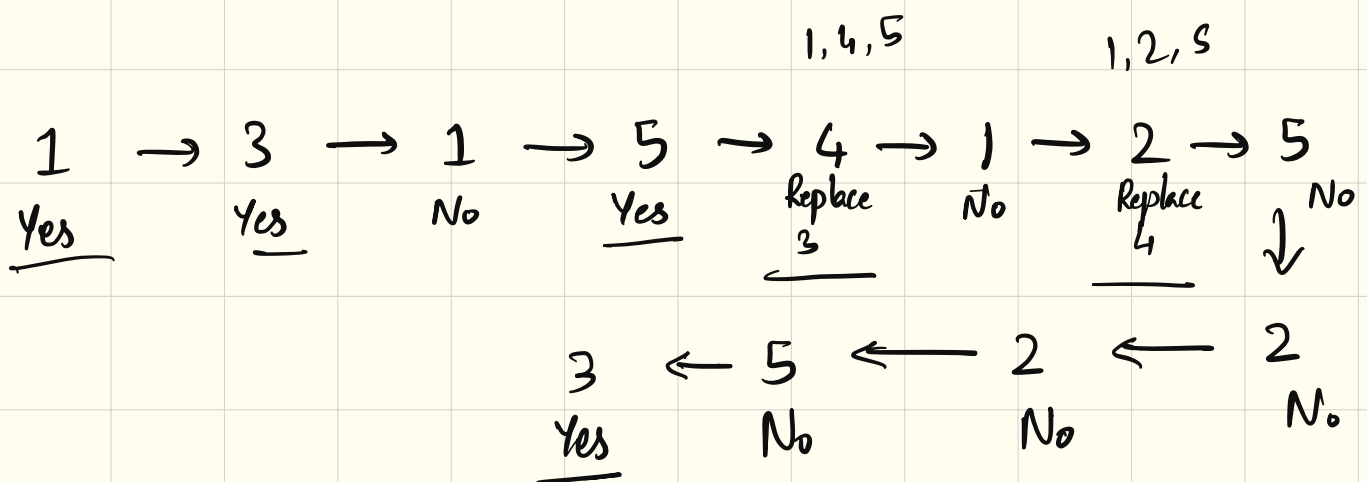 1, 4, 5 1, 2, 5
1 → 3 → 1 → 5 → 4 → 1 → 2 → 5
Yes Yes No Yes Replace No Replace No
3 4 ↓
3 ← 5 ← 2 ← 2
Yes No No No